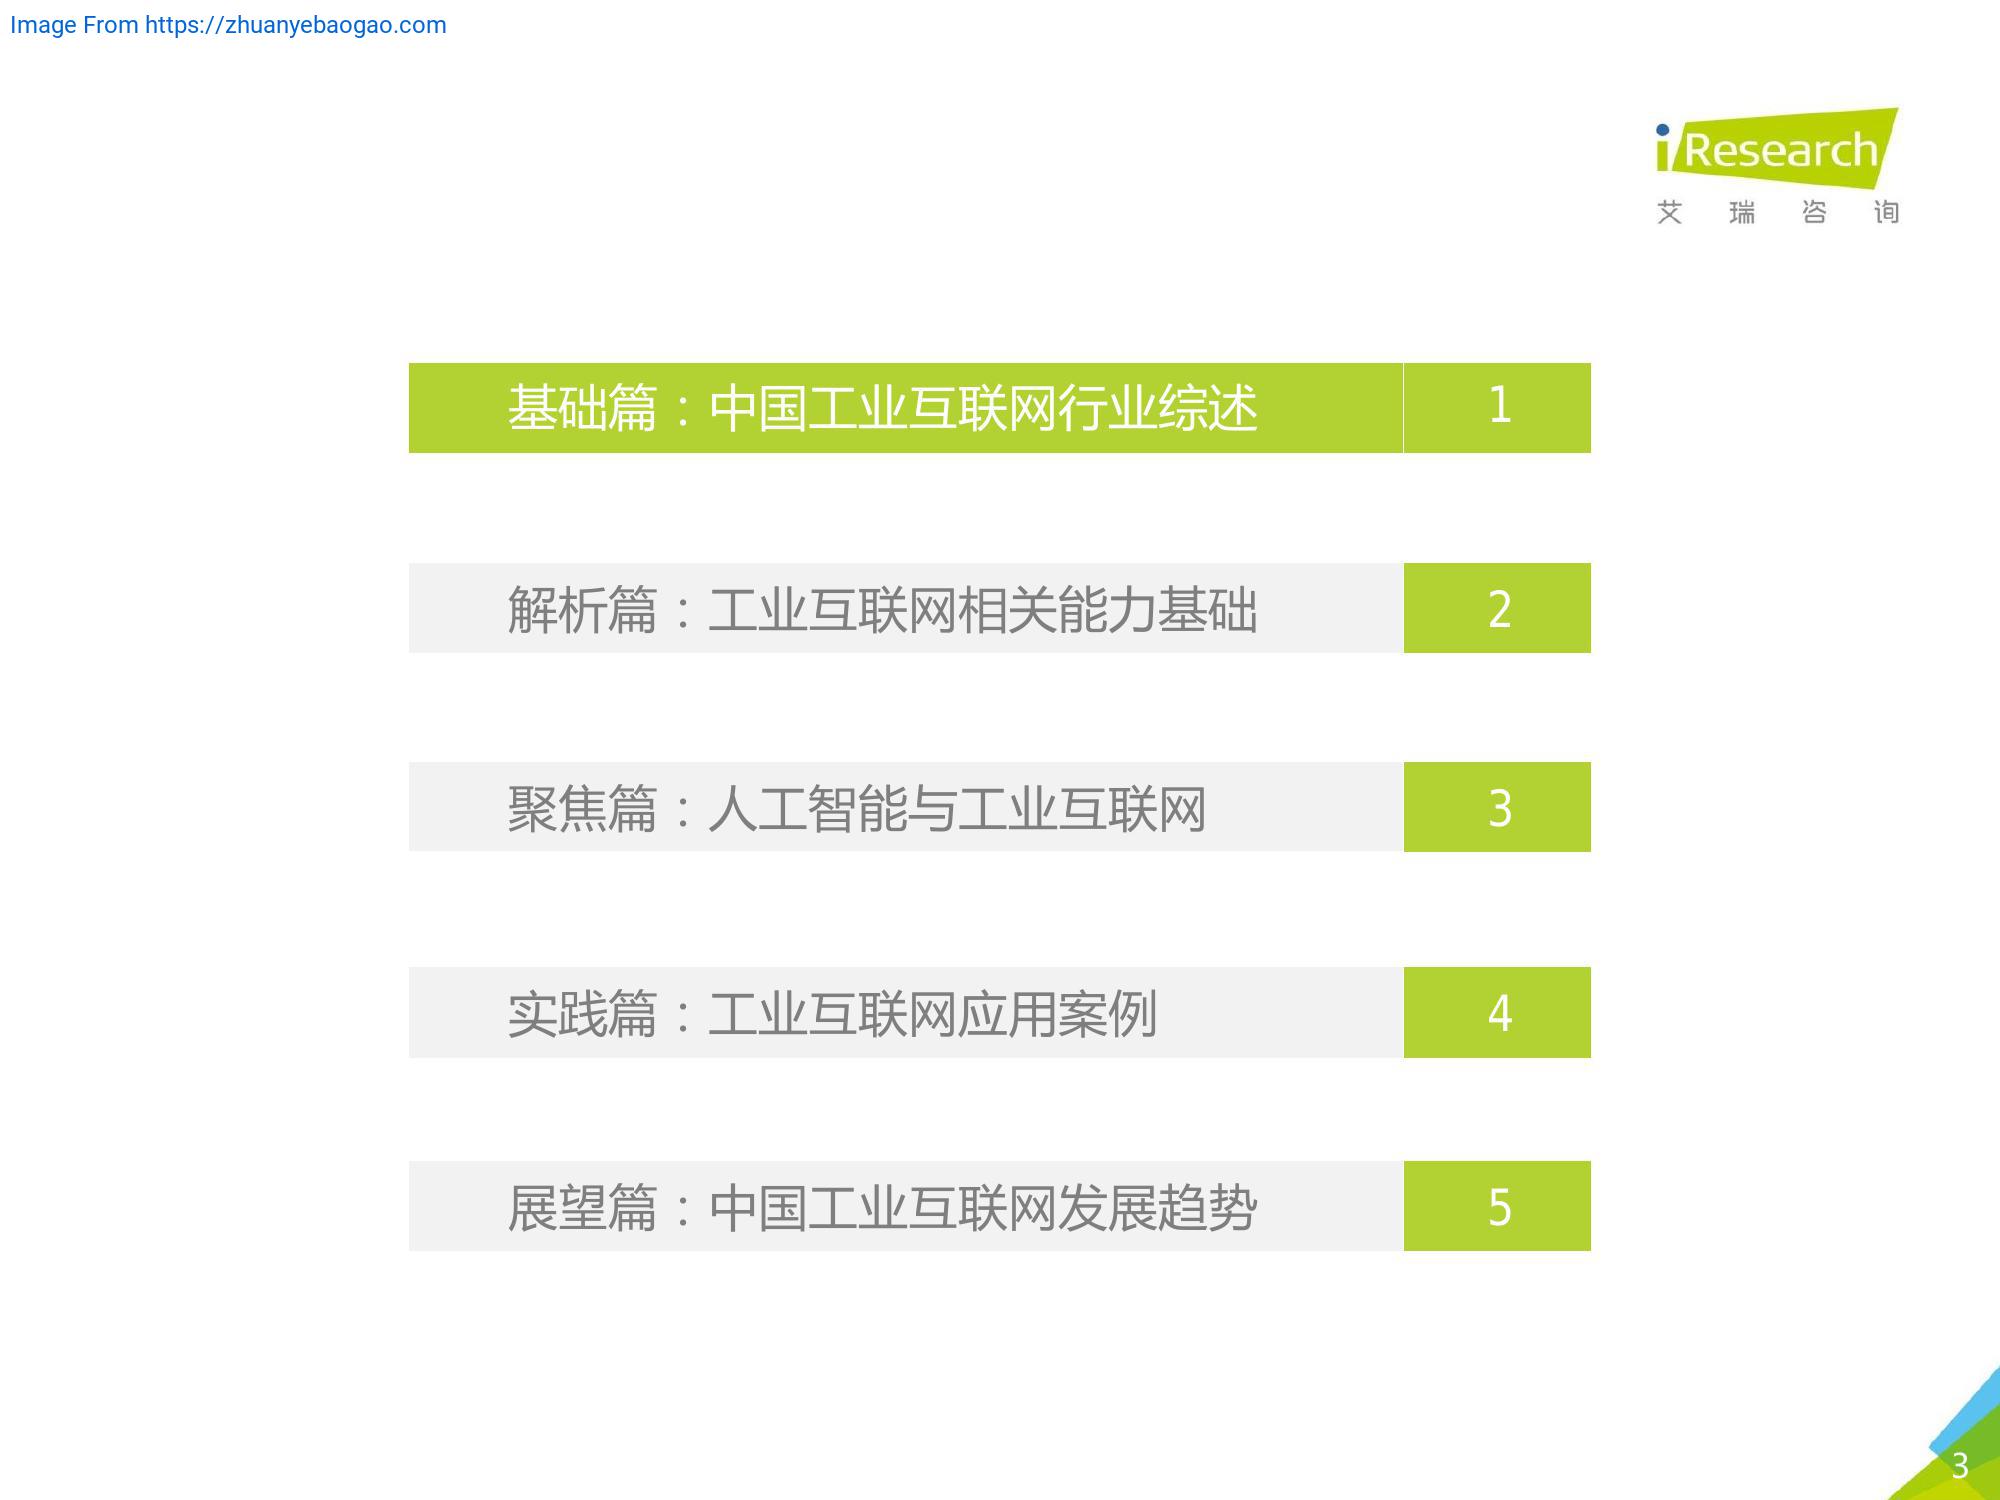 Image From https://zhuanyebaogao.com
iResearch
艾瑞咨询
基础篇：中国工业互联网行业综述 1
解析篇：工业互联网相关能力基础 2
聚焦篇：人工智能与工业互联网 3
实践篇：工业互联网应用案例 4
展望篇：中国工业互联网发展趋势 5
3